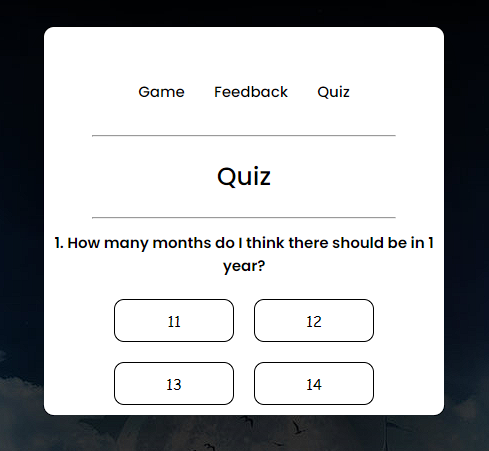 Game Feedback Quiz
Quiz
1. How many months do I think there should be in 1
year?
11 12
13 14